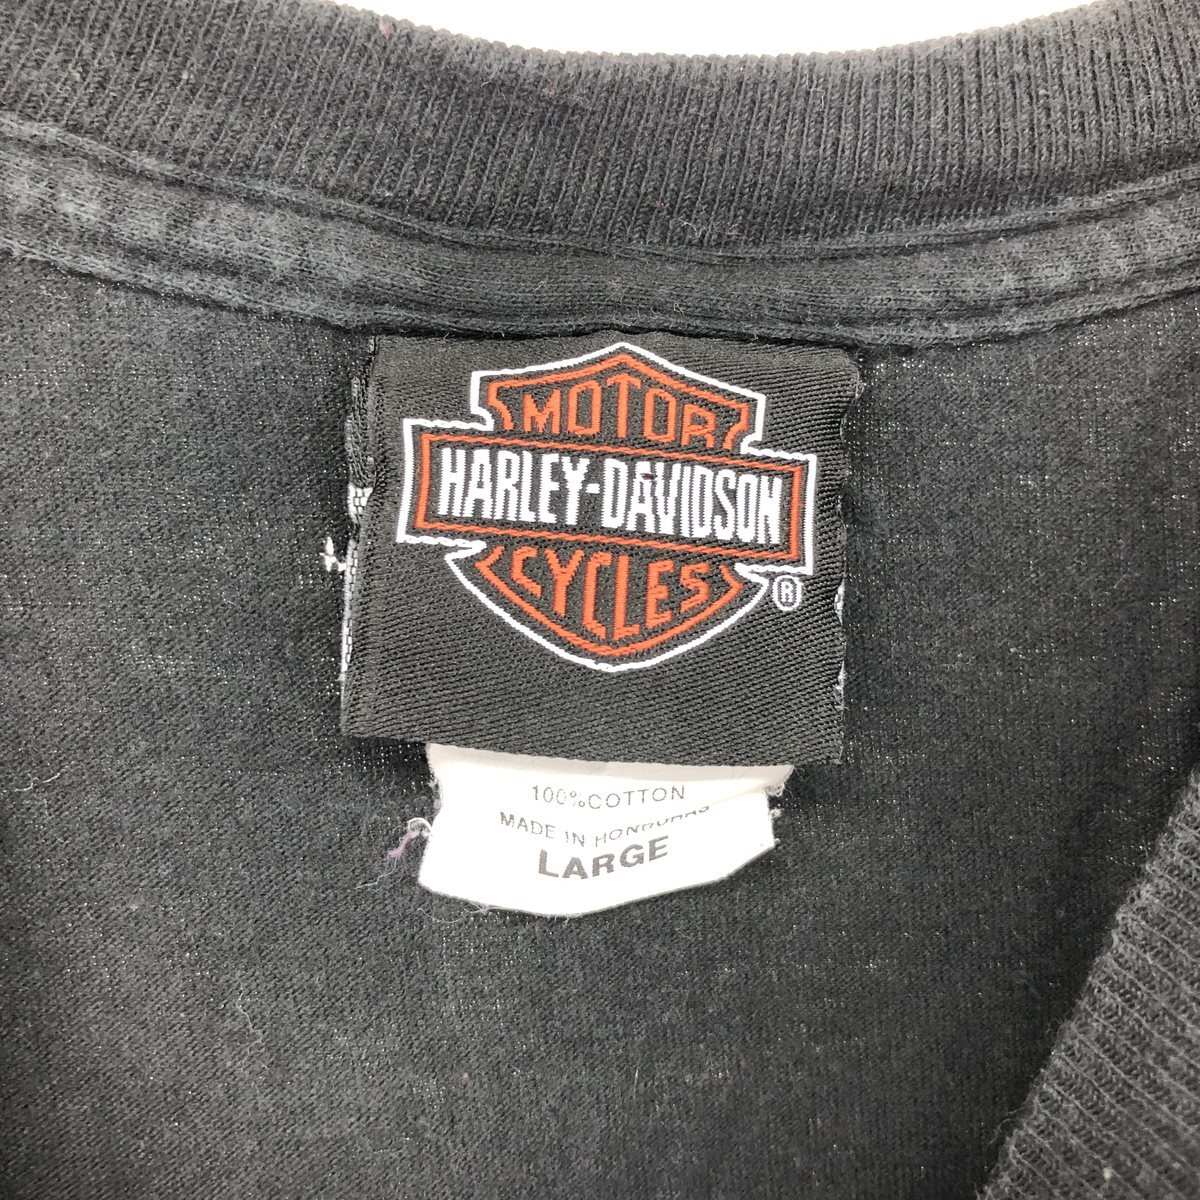 MOTOR
HARLEY-DAVIDSON
CYCLES
®
100%COTTON
MADE IN HONDURAS
LARGE